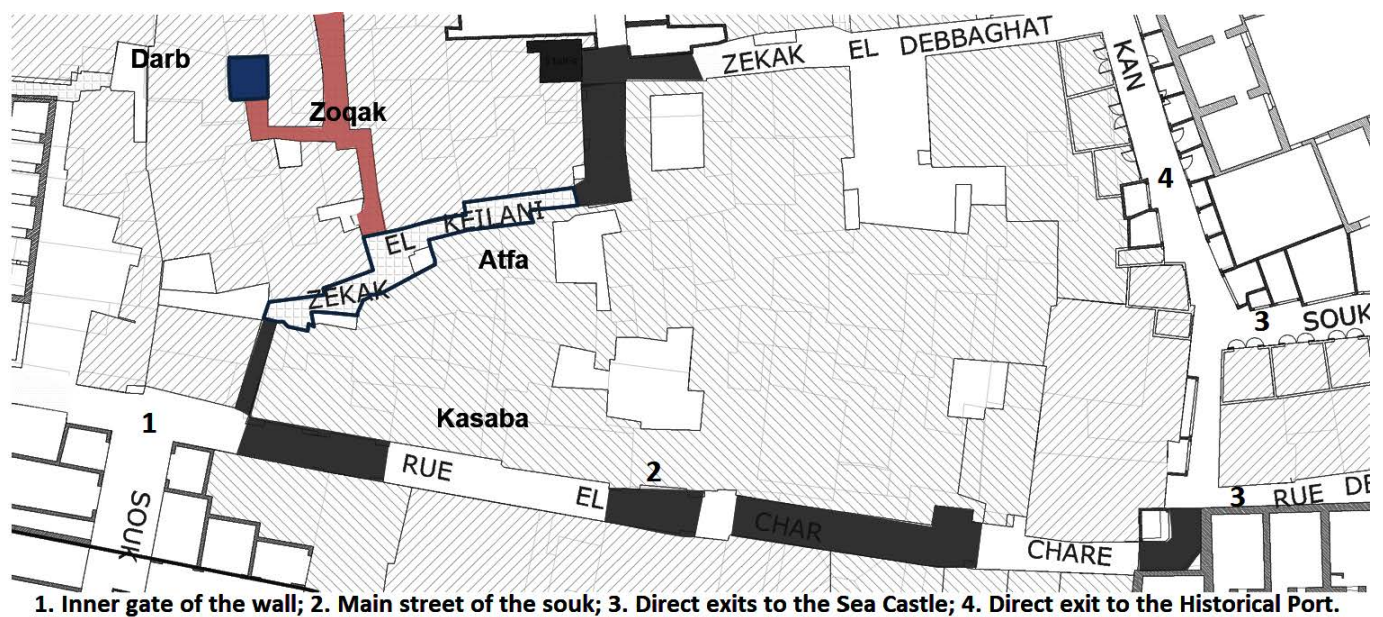 Darb
ZEKAK EL DEBBAGHAT
KAN
Zoqak
4
ZEKAK EL KEILANI
Atfa
3
SOUK
1
Kasaba
2
RUE EL CHAR
CHARE
3
RUE DE
SOUK
1. Inner gate of the wall; 2. Main street of the souk; 3. Direct exits to the Sea Castle; 4. Direct exit to the Historical Port.